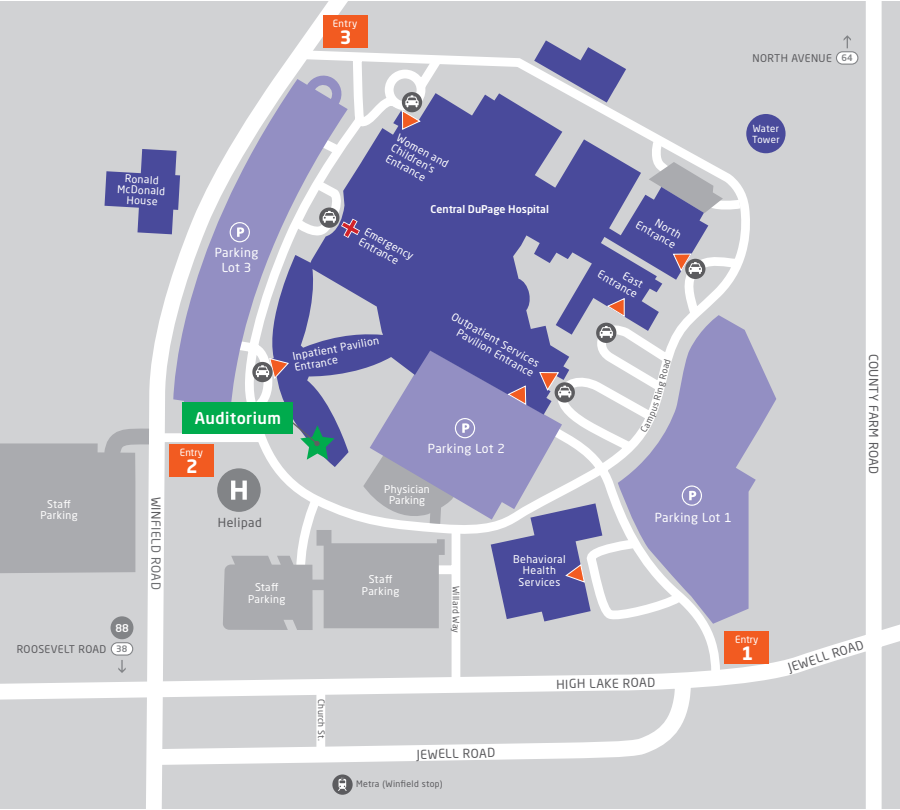 Entry
3
NORTH AVENUE 64
Water
Tower
Women and
Children's
Entrance
Ronald
McDonald
House
Central DuPage Hospital
P
Parking
Lot 3
Emergency
Entrance
North
Entrance
East
Entrance
Outpatient Services
Pavilion Entrance
Inpatient Pavilion
Entrance
Campus Ring Road
COUNTY FARM ROAD
Auditorium
P
Parking Lot 2
Entry
2
H
Helipad
Physician
Parking
P
Parking Lot 1
Staff
Parking
WINFIELD ROAD
Behavioral
Health
Services
Staff
Parking
Staff
Parking
Willard Way
88
ROOSEVELT ROAD 38
Entry
1
JEWELL ROAD
HIGH LAKE ROAD
Church St.
JEWELL ROAD
Metra (Winfield stop)